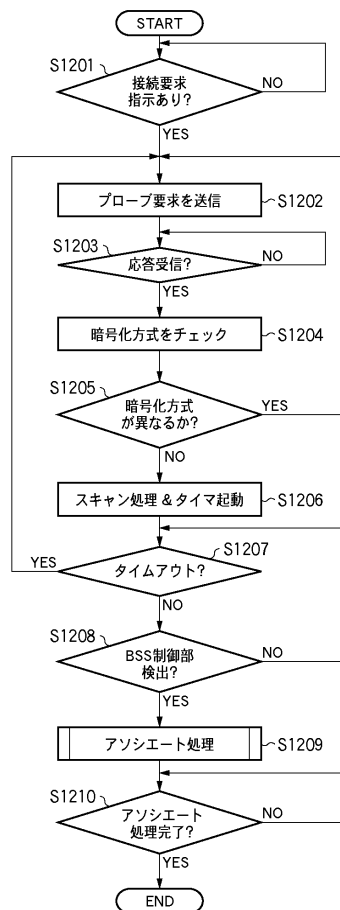 START
S1201
接続要求
指示あり?
NO
YES
プローブ要求を送信
S1202
S1203
応答受信?
NO
YES
暗号化方式をチェック
S1204
S1205
暗号化方式
が異なるか?
YES
NO
スキャン処理 & タイマ起動
S1206
S1207
YES
タイムアウト?
NO
S1208
BSS制御部
検出?
NO
YES
アソシエート処理
S1209
S1210
アソシエート
処理完了?
NO
YES
END